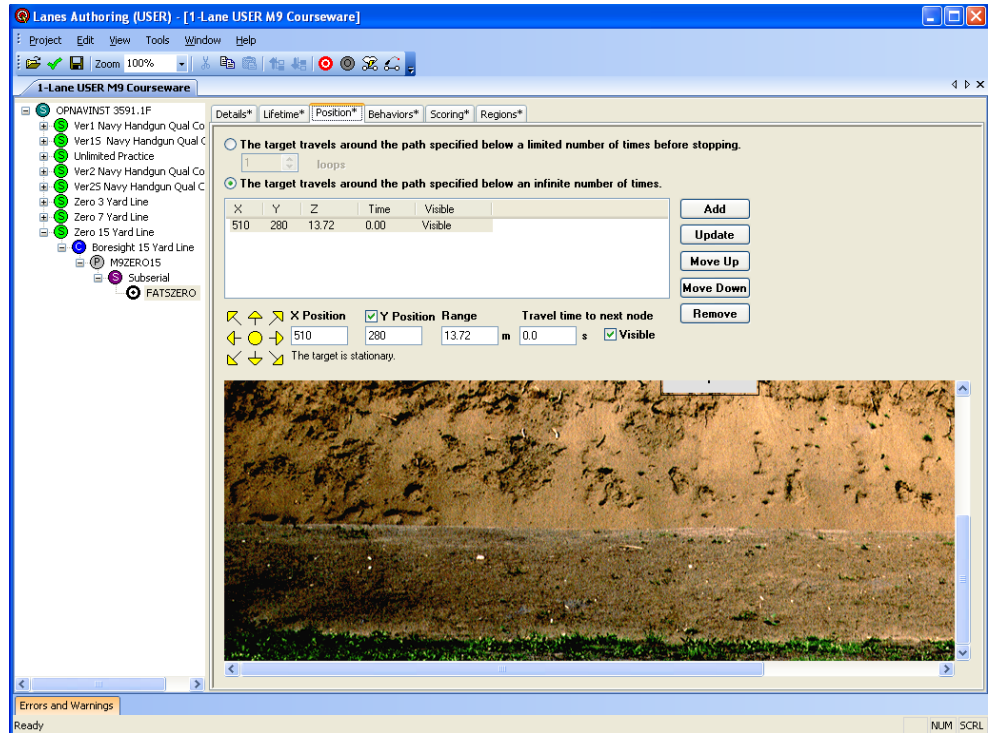 Lanes Authoring (USER) - [1-Lane USER M9 Courseware]
Project Edit View Tools Window Help
Zoom 100%
1-Lane USER M9 Courseware
OPNAVINST 3591.1F
Ver1 Navy Handgun Qual Co
Ver1S Navy Handgun Qual C
Unlimited Practice
Ver2 Navy Handgun Qual Co
Ver2S Navy Handgun Qual C
Zero 3 Yard Line
Zero 7 Yard Line
Zero 15 Yard Line
Boresight 15 Yard Line
M9ZERO15
Subserial
FATSZERO
Details* Lifetime* Position* Behaviors* Scoring* Regions*
The target travels around the path specified below a limited number of times before stopping.
1 loops
The target travels around the path specified below an infinite number of times.
X Y Z Time Visible
510 280 13.72 0.00 Visible
Add
Update
Move Up
Move Down
Remove
X Position Y Position Range Travel time to next node
510 280 13.72 m 0.0 s Visible
The target is stationary.
Errors and Warnings
Ready NUM SCRL